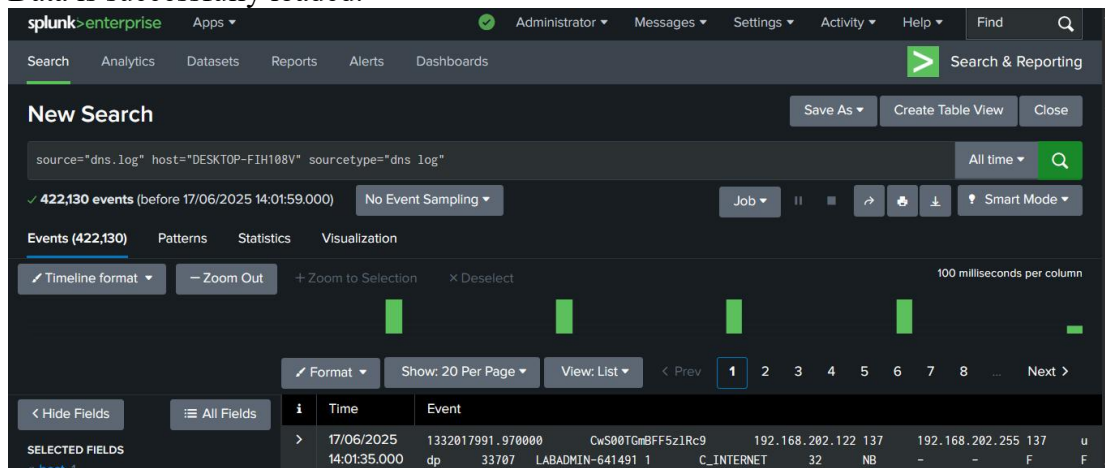 splunk>enterprise Apps Administrator Messages Settings Activity Help Find
Search Analytics Datasets Reports Alerts Dashboards Search & Reporting
New Search Save As Create Table View Close
source="dns.log" host="DESKTOP-FIH108V" sourcetype="dns log" All time
✓ 422,130 events (before 17/06/2025 14:01:59.000) No Event Sampling Job Smart Mode
Events (422,130) Patterns Statistics Visualization
Timeline format — Zoom Out + Zoom to Selection × Deselect 100 milliseconds per column
Format Show: 20 Per Page View: List < Prev 1 2 3 4 5 6 7 8 ... Next >
< Hide Fields All Fields i Time Event
SELECTED FIELDS > 17/06/2025 1332017991.970000 CwS00TGmBFF5zlRc9 192.168.202.122 137 192.168.202.255 137 u
14:01:35.000 dp 33707 LABADMIN-641491 1 C_INTERNET 32 NB - - F F